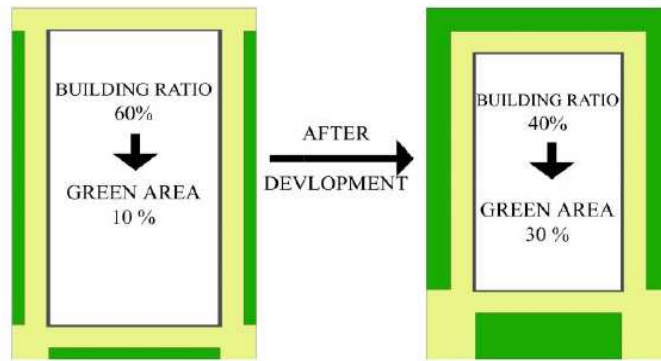 BUILDING RATIO
60%
GREEN AREA
10 %
AFTER
DEVLOPMENT
BUILDING RATIO
40%
GREEN AREA
30 %